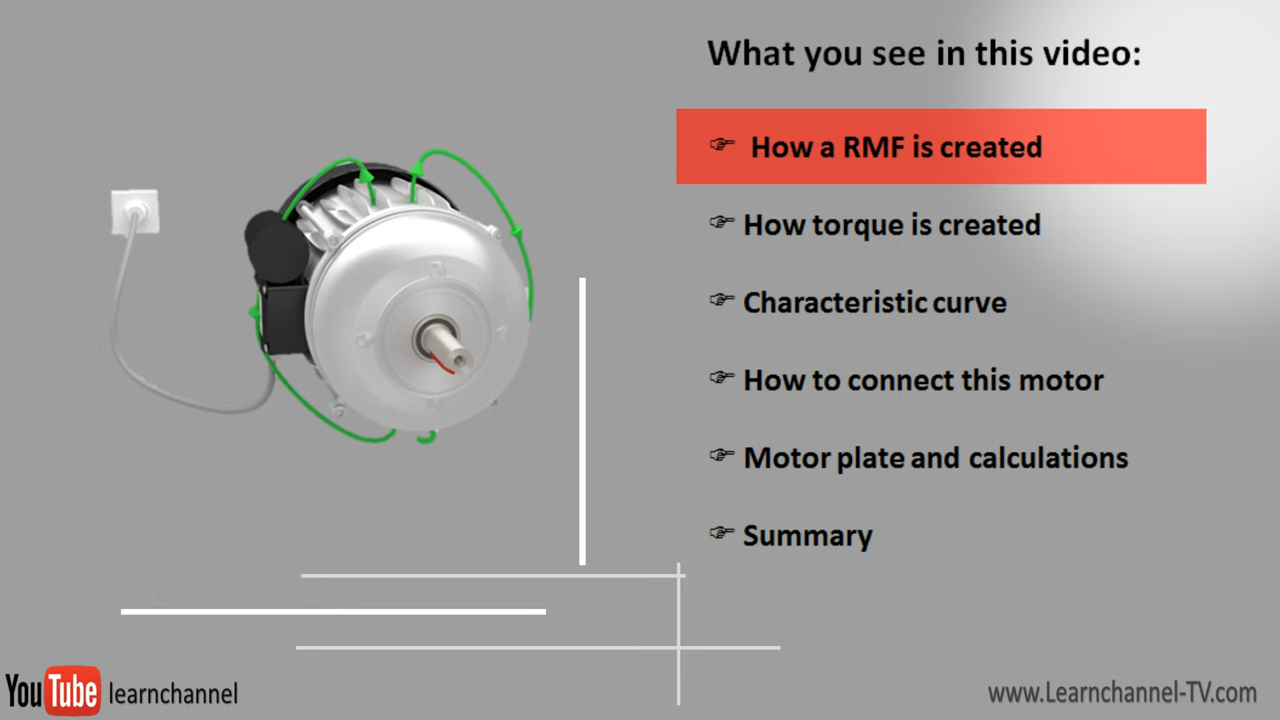 What you see in this video:
☞ How a RMF is created
☞ How torque is created
☞ Characteristic curve
☞ How to connect this motor
☞ Motor plate and calculations
☞ Summary
YouTube learnchannel
www.Learnchannel-TV.com